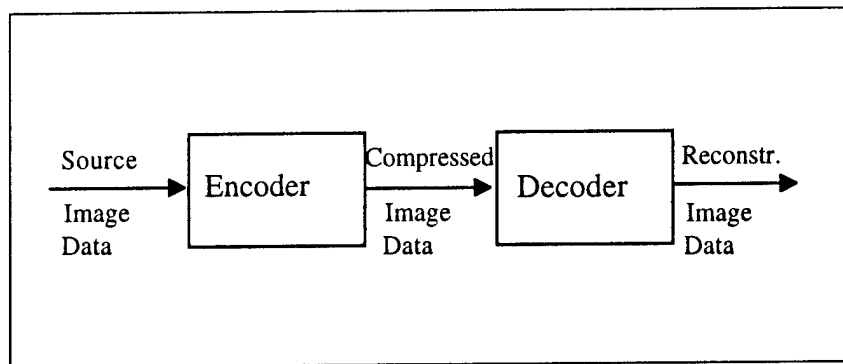 Source
Image
Data
Encoder
Compressed
Image
Data
Decoder
Reconstr.
Image
Data